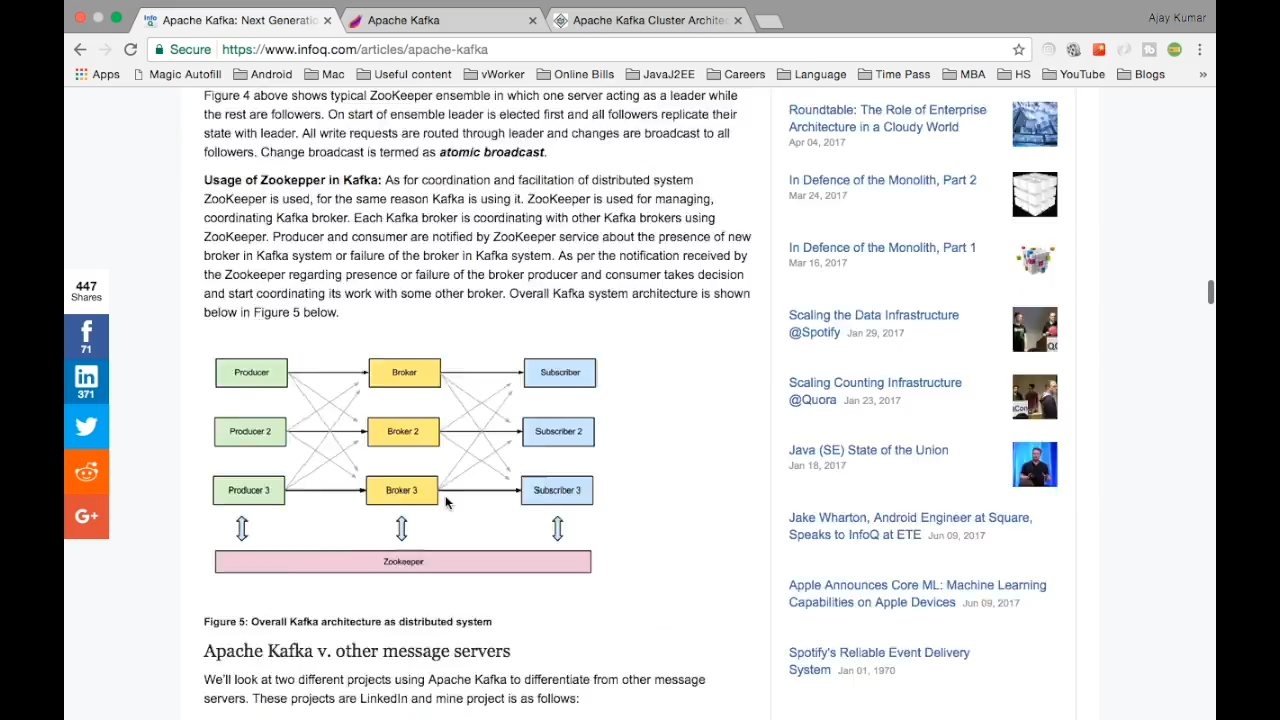 Apache Kafka: Next Generatio
Apache Kafka
Apache Kafka Cluster Architec
Ajay Kumar
Secure
https://www.infoq.com/articles/apache-kafka
Apps
Magic Autofill
Android
Mac
Useful content
vWorker
Online Bills
JavaJ2EE
Careers
Language
Time Pass
MBA
HS
YouTube
Blogs
»
Figure 4 above shows typical ZooKeeper ensemble in which one server acting as a leader while
the rest are followers. On start of ensemble leader is elected first and all followers replicate their
state with leader. All write requests are routed through leader and changes are broadcast to all
followers. Change broadcast is termed as atomic broadcast.
Usage of Zookepper in Kafka: As for coordination and facilitation of distributed system
ZooKeeper is used, for the same reason Kafka is using it. ZooKeeper is used for managing,
coordinating Kafka broker. Each Kafka broker is coordinating with other Kafka brokers using
ZooKeeper. Producer and consumer are notified by ZooKeeper service about the presence of new
broker in Kafka system or failure of the broker in Kafka system. As per the notification received by
the Zookeeper regarding presence or failure of the broker producer and consumer takes decision
and start coordinating its work with some other broker. Overall Kafka system architecture is shown
below in Figure 5 below.
447
Shares
f
71
in
371
G+
Producer
Broker
Subscriber
Producer 2
Broker 2
Subscriber 2
Producer 3
Broker 3
Subscriber 3
Zookeeper
Figure 5: Overall Kafka architecture as distributed system
Apache Kafka v. other message servers
We'll look at two different projects using Apache Kafka to differentiate from other message
servers. These projects are LinkedIn and mine project is as follows:
Roundtable: The Role of Enterprise
Architecture in a Cloudy World
Apr 04, 2017
In Defence of the Monolith, Part 2
Mar 24, 2017
In Defence of the Monolith, Part 1
Mar 16, 2017
Scaling the Data Infrastructure
@Spotify Jan 29, 2017
Scaling Counting Infrastructure
@Quora Jan 23, 2017
Java (SE) State of the Union
Jan 18, 2017
Jake Wharton, Android Engineer at Square,
Speaks to InfoQ at ETE Jun 09, 2017
Apple Announces Core ML: Machine Learning
Capabilities on Apple Devices Jun 09, 2017
Spotify's Reliable Event Delivery
System Jan 01, 1970